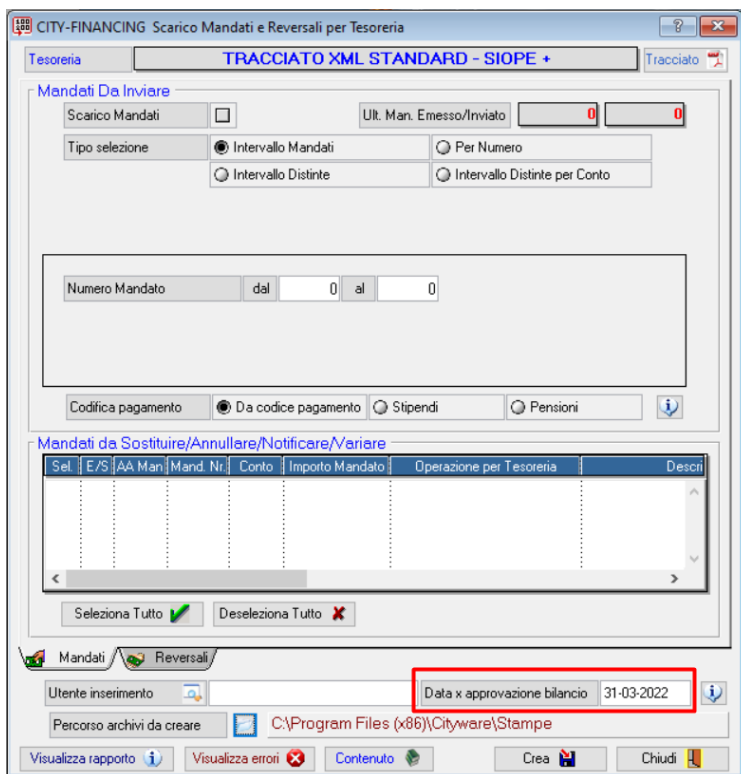 CITY-FINANCING Scarico Mandati e Reversali per Tesoreria
Tesoreria TRACCIATO XML STANDARD - SIOPE + Tracciato
Mandati Da Inviare
Scarico Mandati Ult. Man. Emesso/Inviato 0 0
Tipo selezione Intervallo Mandati Per Numero
Intervallo Distinte Intervallo Distinte per Conto
Numero Mandato dal 0 al 0
Codifica pagamento Da codice pagamento Stipendi Pensioni
Mandati da Sostituire/Annullare/Notificare/Variare
Sel. E/S AA Man Mand. Nr. Conto Importo Mandato Operazione per Tesoreria Descri
Seleziona Tutto Deseleziona Tutto
Mandati Reversali
Utente inserimento Data x approvazione bilancio 31-03-2022
Percorso archivi da creare C:\Program Files (x86)\Cityware\Stampe
Visualizza rapporto Visualizza errori Contenuto Crea Chiudi